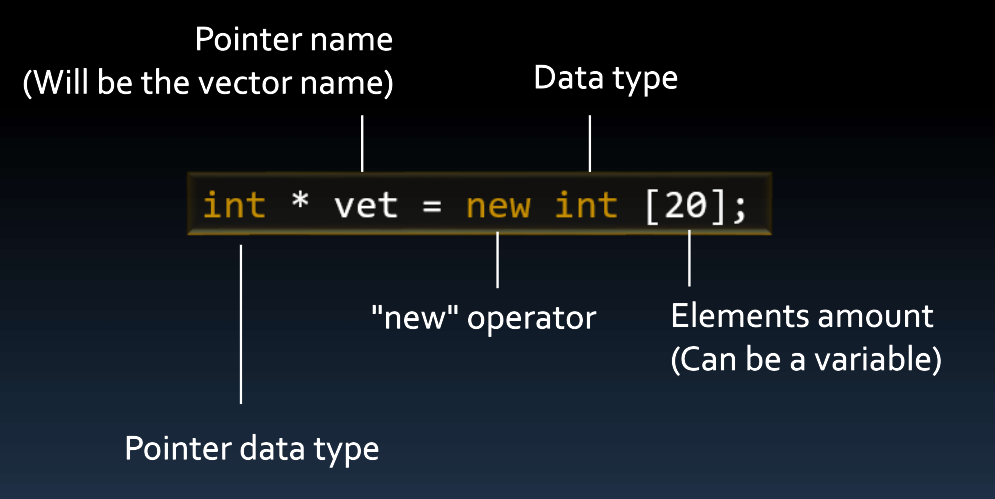 Pointer name
(Will be the vector name)
Data type
int * vet = new int [20];
"new" operator
Elements amount
(Can be a variable)
Pointer data type